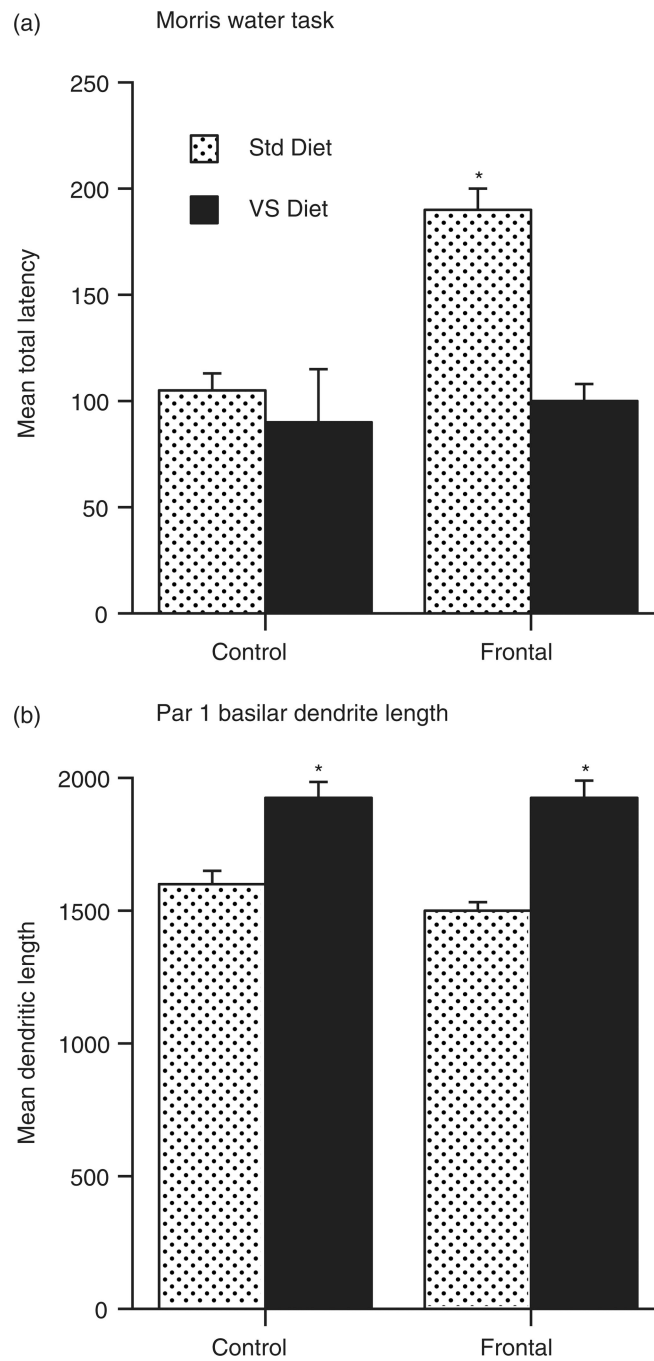 (a) Morris water task
250
200
150
100
50
0
Mean total latency
Std Diet
VS Diet
*
Control Frontal
(b) Par 1 basilar dendrite length
2000
1500
1000
500
0
Mean dendritic length
* *
Control Frontal